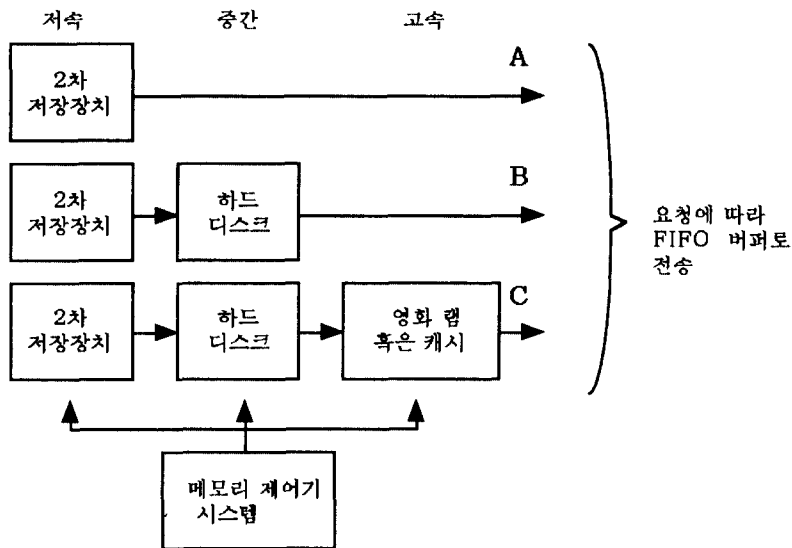 저속 중간 고속
A
2차
저장장치
B
2차
저장장치
하드
디스크
요청에 따라
FIFO 버퍼로
전송
C
2차
저장장치
하드
디스크
영화 램
혹은 캐시
메모리 제어기
시스템